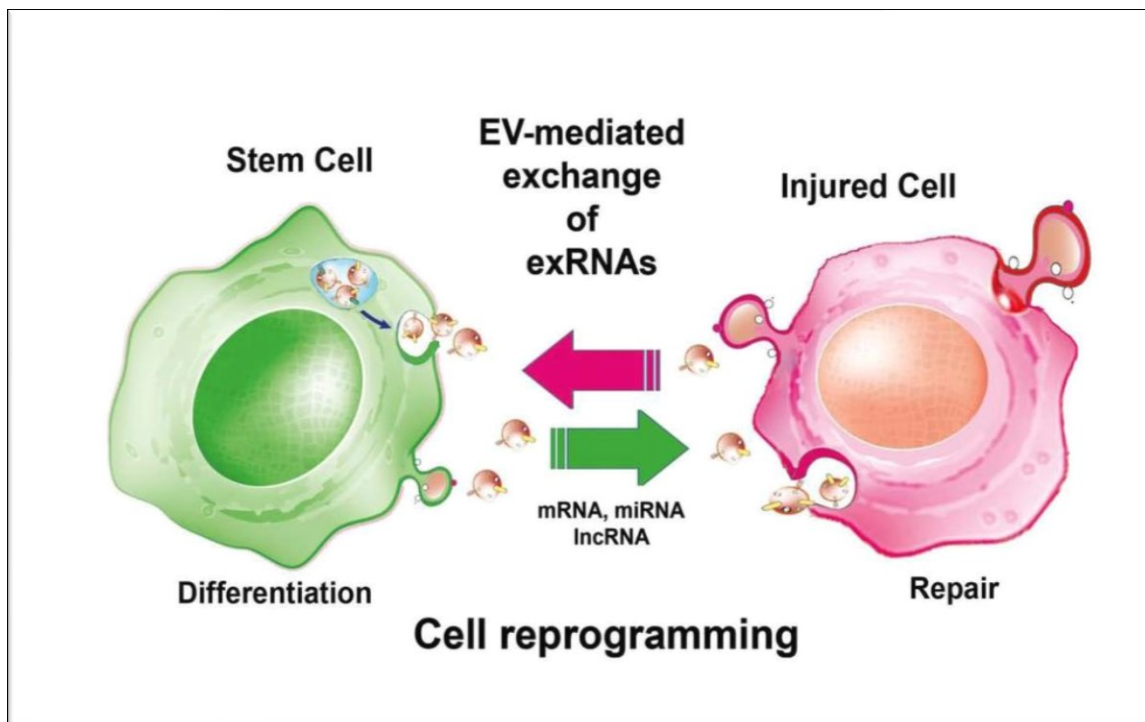 Stem Cell
EV-mediated
exchange
of
exRNAs
Injured Cell
mRNA, miRNA
lncRNA
Differentiation
Repair
Cell reprogramming